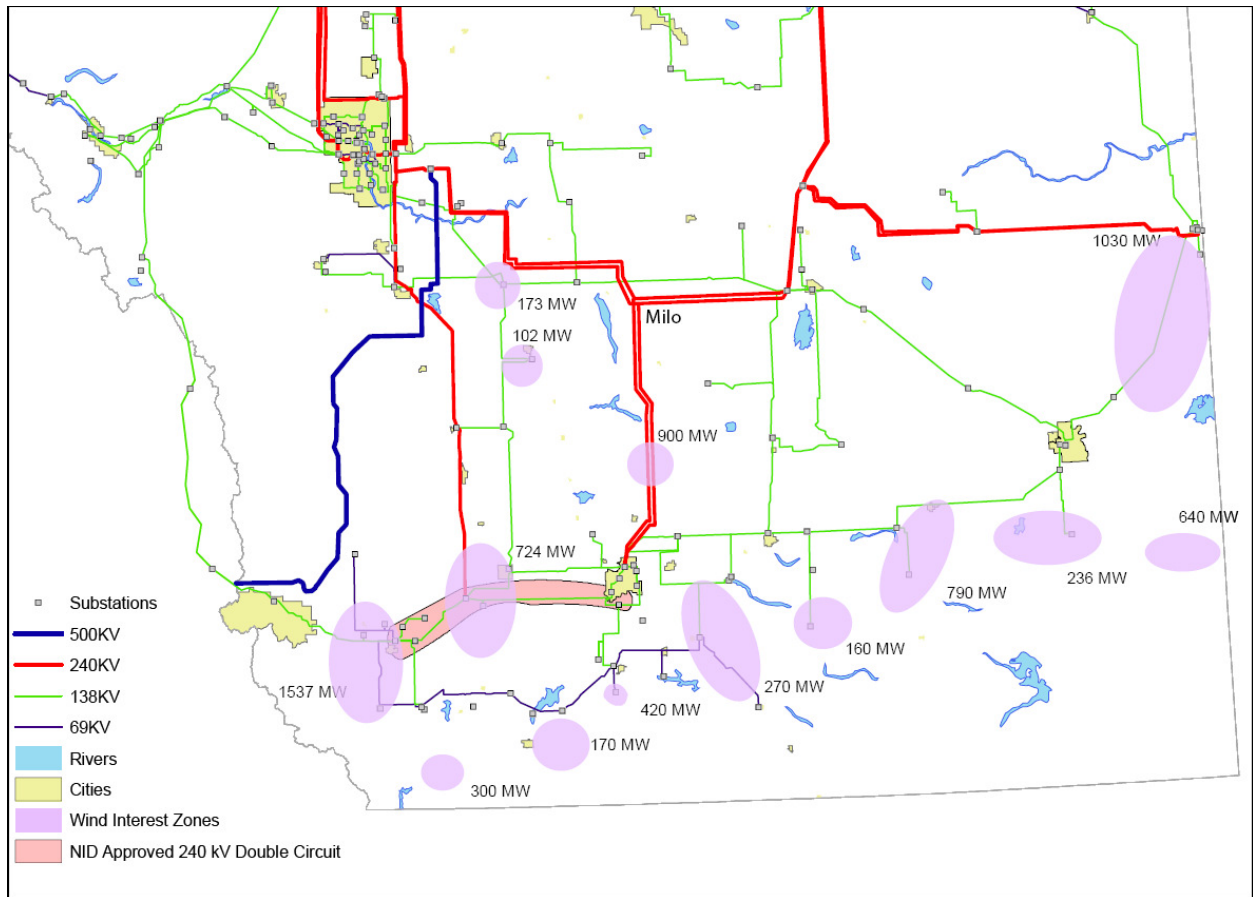 1030 MW
173 MW
Milo
102 MW
900 MW
724 MW
640 MW
236 MW
790 MW
160 MW
1537 MW
270 MW
420 MW
170 MW
300 MW
Substations
500KV
240KV
138KV
69KV
Rivers
Cities
Wind Interest Zones
NID Approved 240 kV Double Circuit